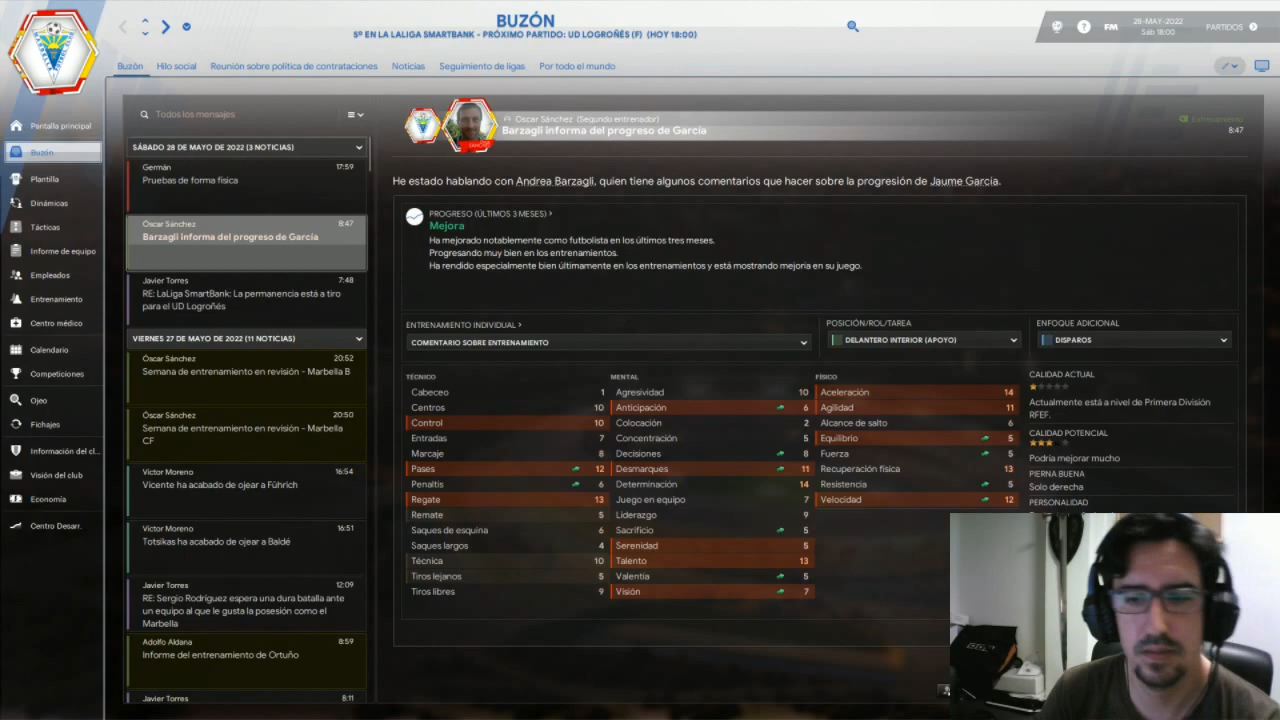 BUZÓN
5º EN LA LALIGA SMARTBANK - PRÓXIMO PARTIDO: UD LOGROÑÉS (F) (HOY 18:00)
FM
28-MAY-2022
Sáb 18:00
PARTIDOS
Buzón
Hilo social
Reunión sobre política de contrataciones
Noticias
Seguimiento de ligas
Por todo el mundo
Pantalla principal
Buzón
Plantilla
Dinámicas
Tácticas
Informe de equipo
Empleados
Entrenamiento
Centro médico
Calendario
Competiciones
Ojeo
Fichajes
Información del cl...
Visión del club
Economía
Centro Desarr.
Todos los mensajes
SÁBADO 28 DE MAYO DE 2022 (3 NOTICIAS)
Germán 17:59
Pruebas de forma física
Óscar Sánchez 8:47
Barzagli informa del progreso de García
Javier Torres 7:48
RE: LaLiga SmartBank: La permanencia está a tiro
para el UD Logroñés
VIERNES 27 DE MAYO DE 2022 (11 NOTICIAS)
Óscar Sánchez 20:52
Semana de entrenamiento en revisión - Marbella B
Óscar Sánchez 20:50
Semana de entrenamiento en revisión - Marbella
CF
Víctor Moreno 16:54
Vicente ha acabado de ojear a Führich
Víctor Moreno 16:51
Totsikas ha acabado de ojear a Baldé
Javier Torres 12:09
RE: Sergio Rodríguez espera una dura batalla ante
un equipo al que le gusta la posesión como el
Marbella
Adolfo Aldana 8:59
Informe del entrenamiento de Ortuño
Javier Torres 8:11
Óscar Sánchez (Segundo entrenador)
Barzagli informa del progreso de García
Entrenamiento
8:47
He estado hablando con Andrea Barzagli, quien tiene algunos comentarios que hacer sobre la progresión de Jaume García.
PROGRESO (ÚLTIMOS 3 MESES) >
Mejora
Ha mejorado notablemente como futbolista en los últimos tres meses.
Progresando muy bien en los entrenamientos.
Ha rendido especialmente bien últimamente en los entrenamientos y está mostrando mejoría en su juego.
ENTRENAMIENTO INDIVIDUAL >
COMENTARIO SOBRE ENTRENAMIENTO
POSICIÓN/ROL/TAREA
DELANTERO INTERIOR (APOYO)
ENFOQUE ADICIONAL
DISPAROS
TÉCNICO
Cabeceo 1
Centros 10
Control 10
Entradas 7
Marcaje 8
Pases 12
Penaltis 6
Regate 13
Remate 5
Saques de esquina 6
Saques largos 4
Técnica 10
Tiros lejanos 5
Tiros libres 9
MENTAL
Agresividad 10
Anticipación 6
Colocación 2
Concentración 5
Decisiones 8
Desmarques 11
Determinación 14
Juego en equipo 7
Liderazgo 9
Sacrificio 5
Serenidad 5
Talento 13
Valentía 5
Visión 7
FÍSICO
Aceleración 14
Agilidad 11
Alcance de salto 6
Equilibrio 5
Fuerza 5
Recuperación física 13
Resistencia 5
Velocidad 12
CALIDAD ACTUAL
Actualmente está a nivel de Primera División
RFEF.
CALIDAD POTENCIAL
Podría mejorar mucho
PIERNA BUENA
Solo derecha
PERSONALIDAD